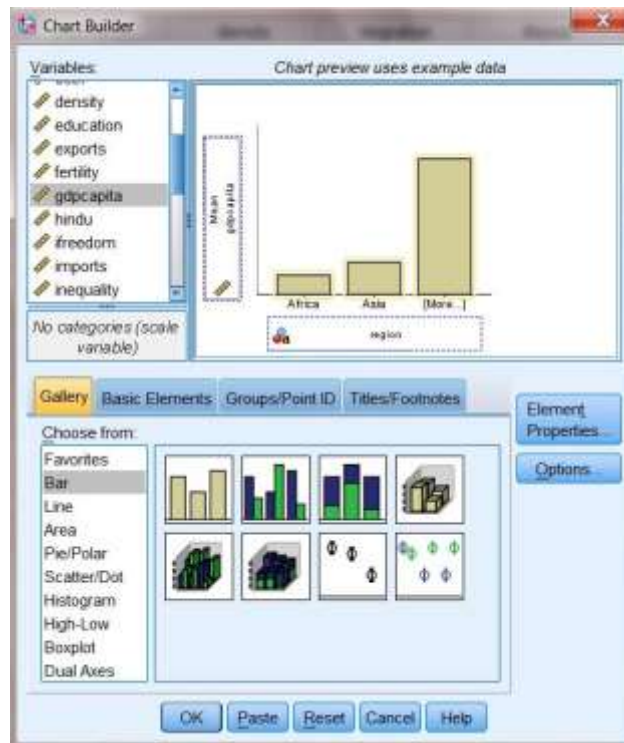 Chart Builder
Variables:
Chart preview uses example data
density
education
exports
fertility
gdpcapita
hindu
ifreedom
imports
inequality
No categories (scale
variable)
Mean
gdpcapita
Africa
Asia
[More...]
region
Gallery
Basic Elements
Groups/Point ID
Titles/Footnotes
Choose from:
Favorites
Bar
Line
Area
Pie/Polar
Scatter/Dot
Histogram
High-Low
Boxplot
Dual Axes
Element
Properties...
Options...
OK
Paste
Reset
Cancel
Help